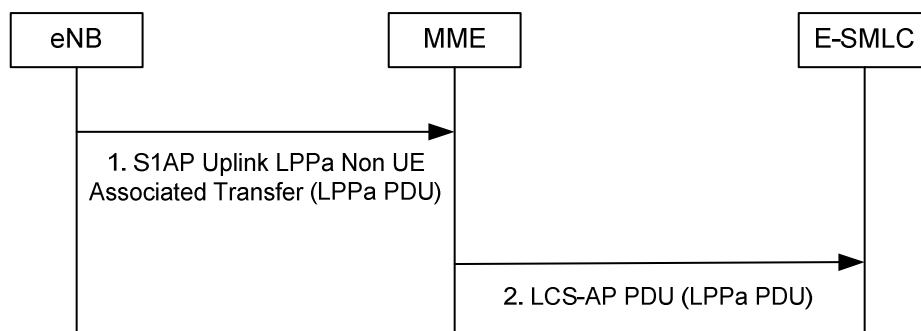 eNB
MME
E-SMLC
1. S1AP Uplink LPPa Non UE
Associated Transfer (LPPa PDU)
2. LCS-AP PDU (LPPa PDU)